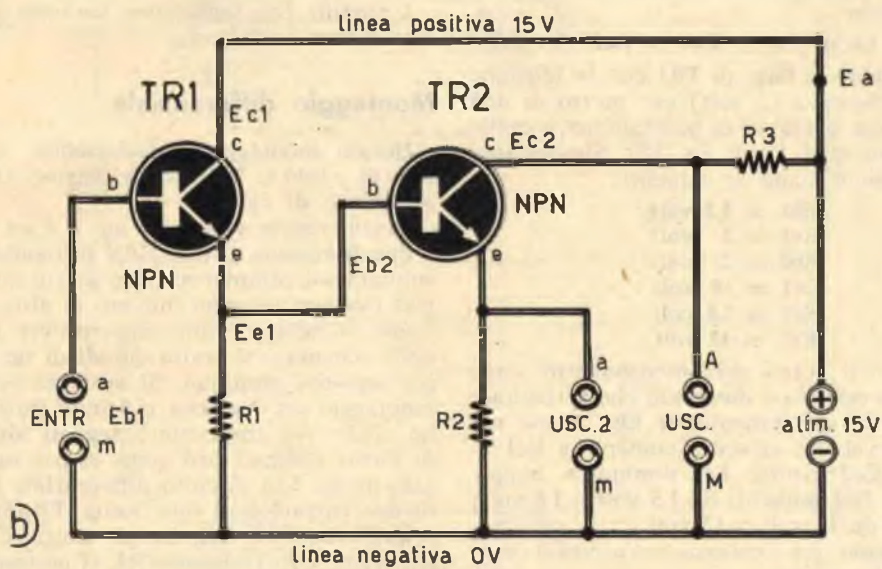 linea positiva 15 V
TR1
TR2
Ea
Ec1
c
c
Ec2
R3
b
b
NPN
e
NPN
e
Eb2
Ee1
a
a
A
ENTR Eb1
R1
R2
USC.2
USC.
+
alim. 15V
−
m
m
M
b
linea negativa 0V